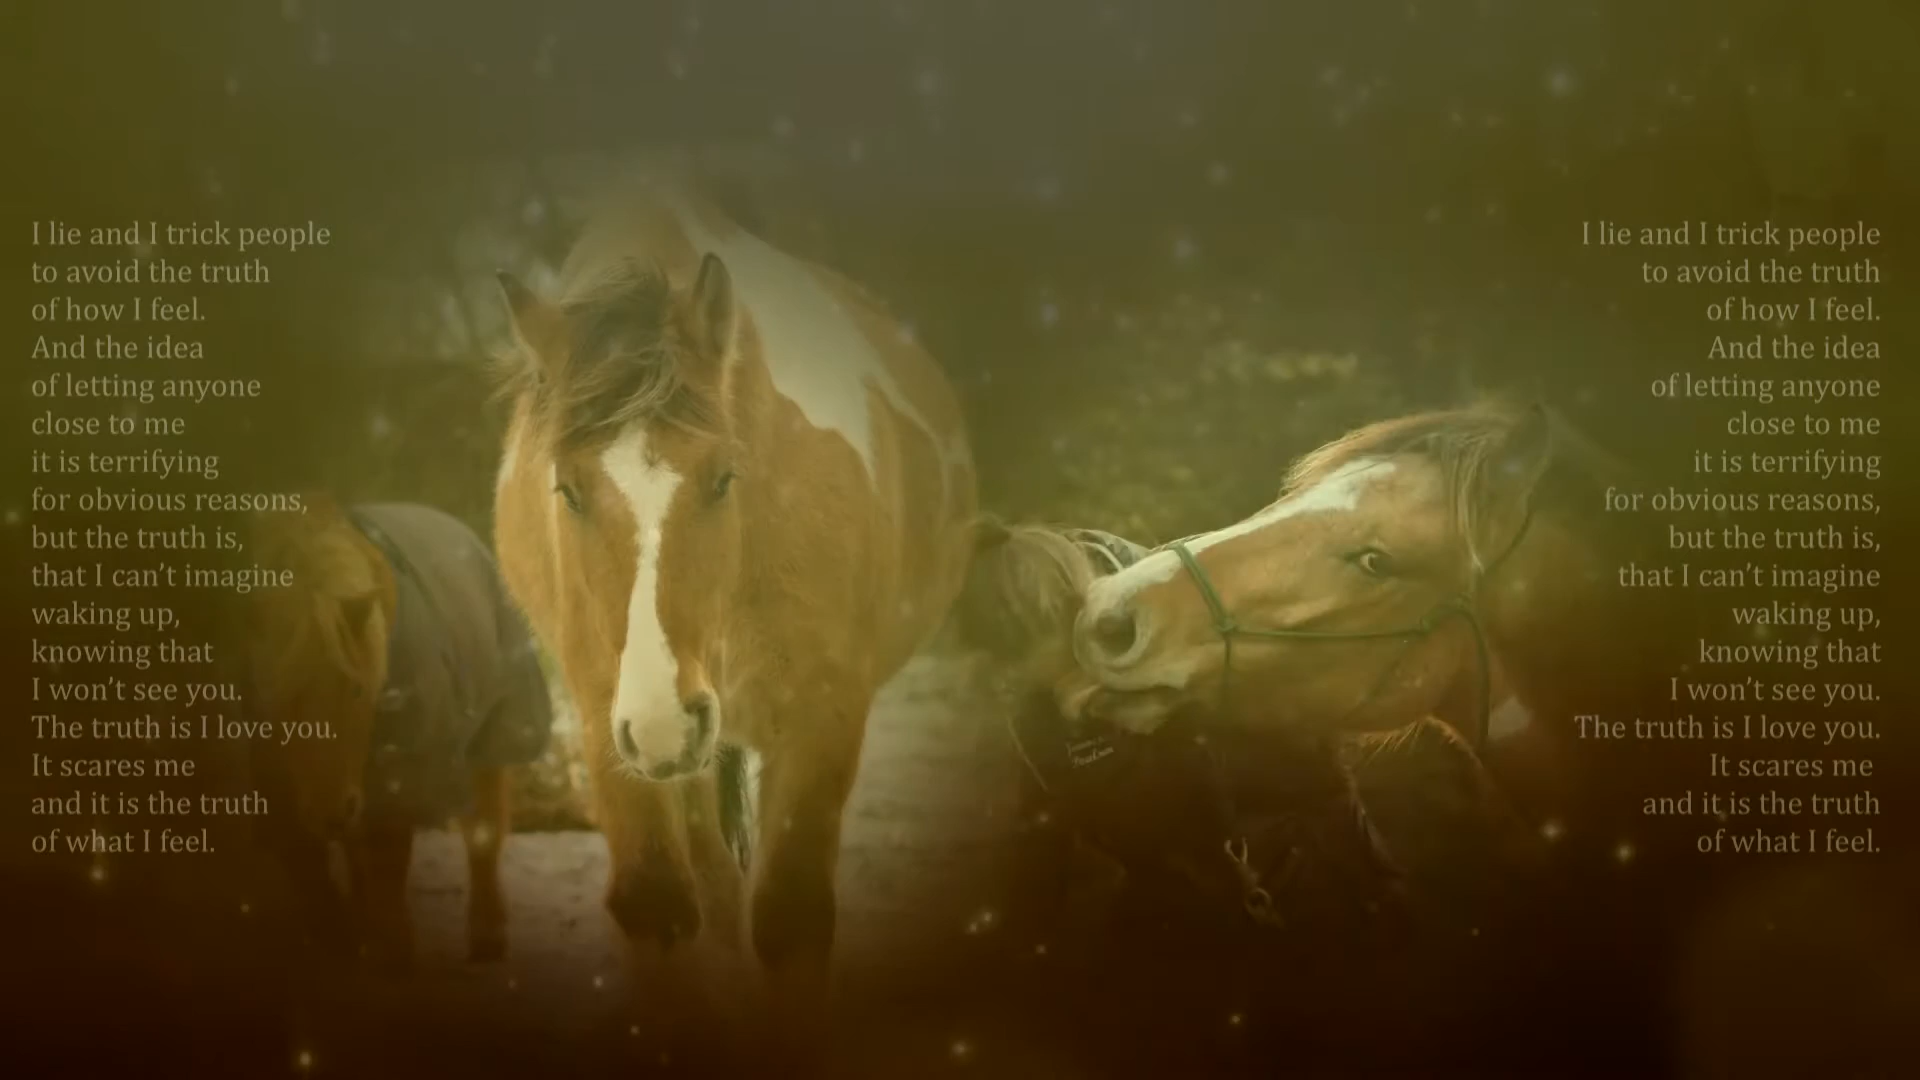 I lie and I trick people
to avoid the truth
of how I feel.
And the idea
of letting anyone
close to me
it is terrifying
for obvious reasons,
but the truth is,
that I can’t imagine
waking up,
knowing that
I won’t see you.
The truth is I love you.
It scares me
and it is the truth
of what I feel.
I lie and I trick people
to avoid the truth
of how I feel.
And the idea
of letting anyone
close to me
it is terrifying
for obvious reasons,
but the truth is,
that I can’t imagine
waking up,
knowing that
I won’t see you.
The truth is I love you.
It scares me
and it is the truth
of what I feel.